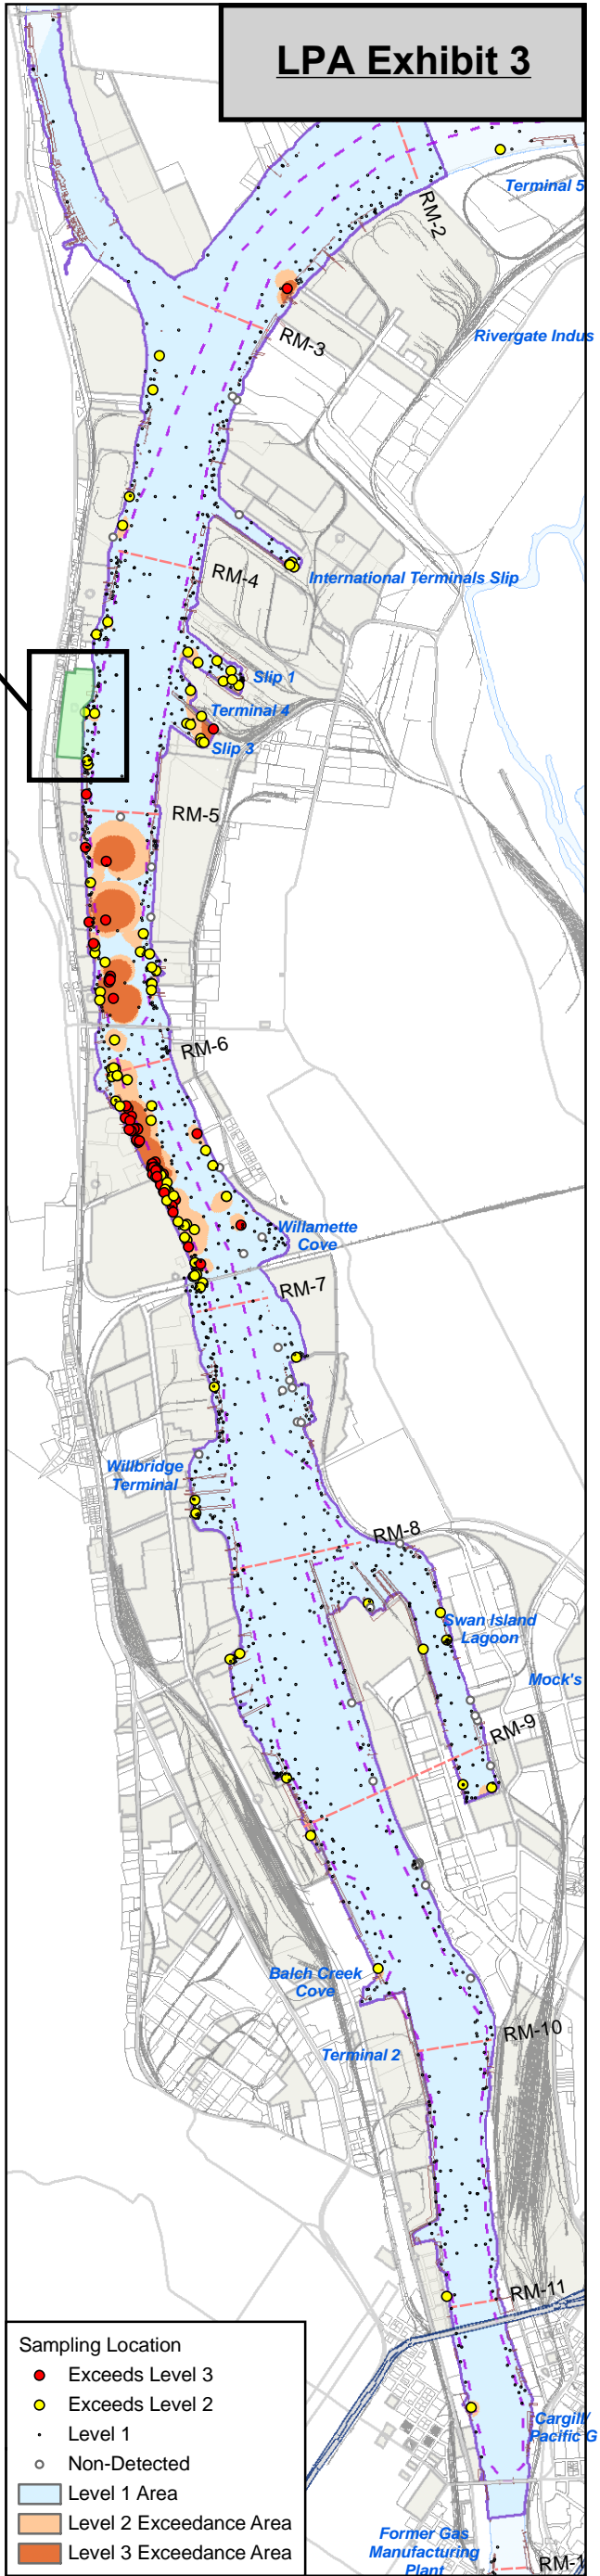 LPA Exhibit 3
Terminal 5
RM-2
Rivergate Indus
RM-3
RM-4
International Terminals Slip
Slip 1
Terminal 4
Slip 3
RM-5
RM-6
Willamette
Cove
RM-7
Willbridge
Terminal
RM-8
Swan Island
Lagoon
Mock's
RM-9
Balch Creek
Cove
RM-10
Terminal 2
RM-11
Cargill/
Pacific G
Former Gas
Manufacturing
Plant
RM-1
Sampling Location
Exceeds Level 3
Exceeds Level 2
Level 1
Non-Detected
Level 1 Area
Level 2 Exceedance Area
Level 3 Exceedance Area